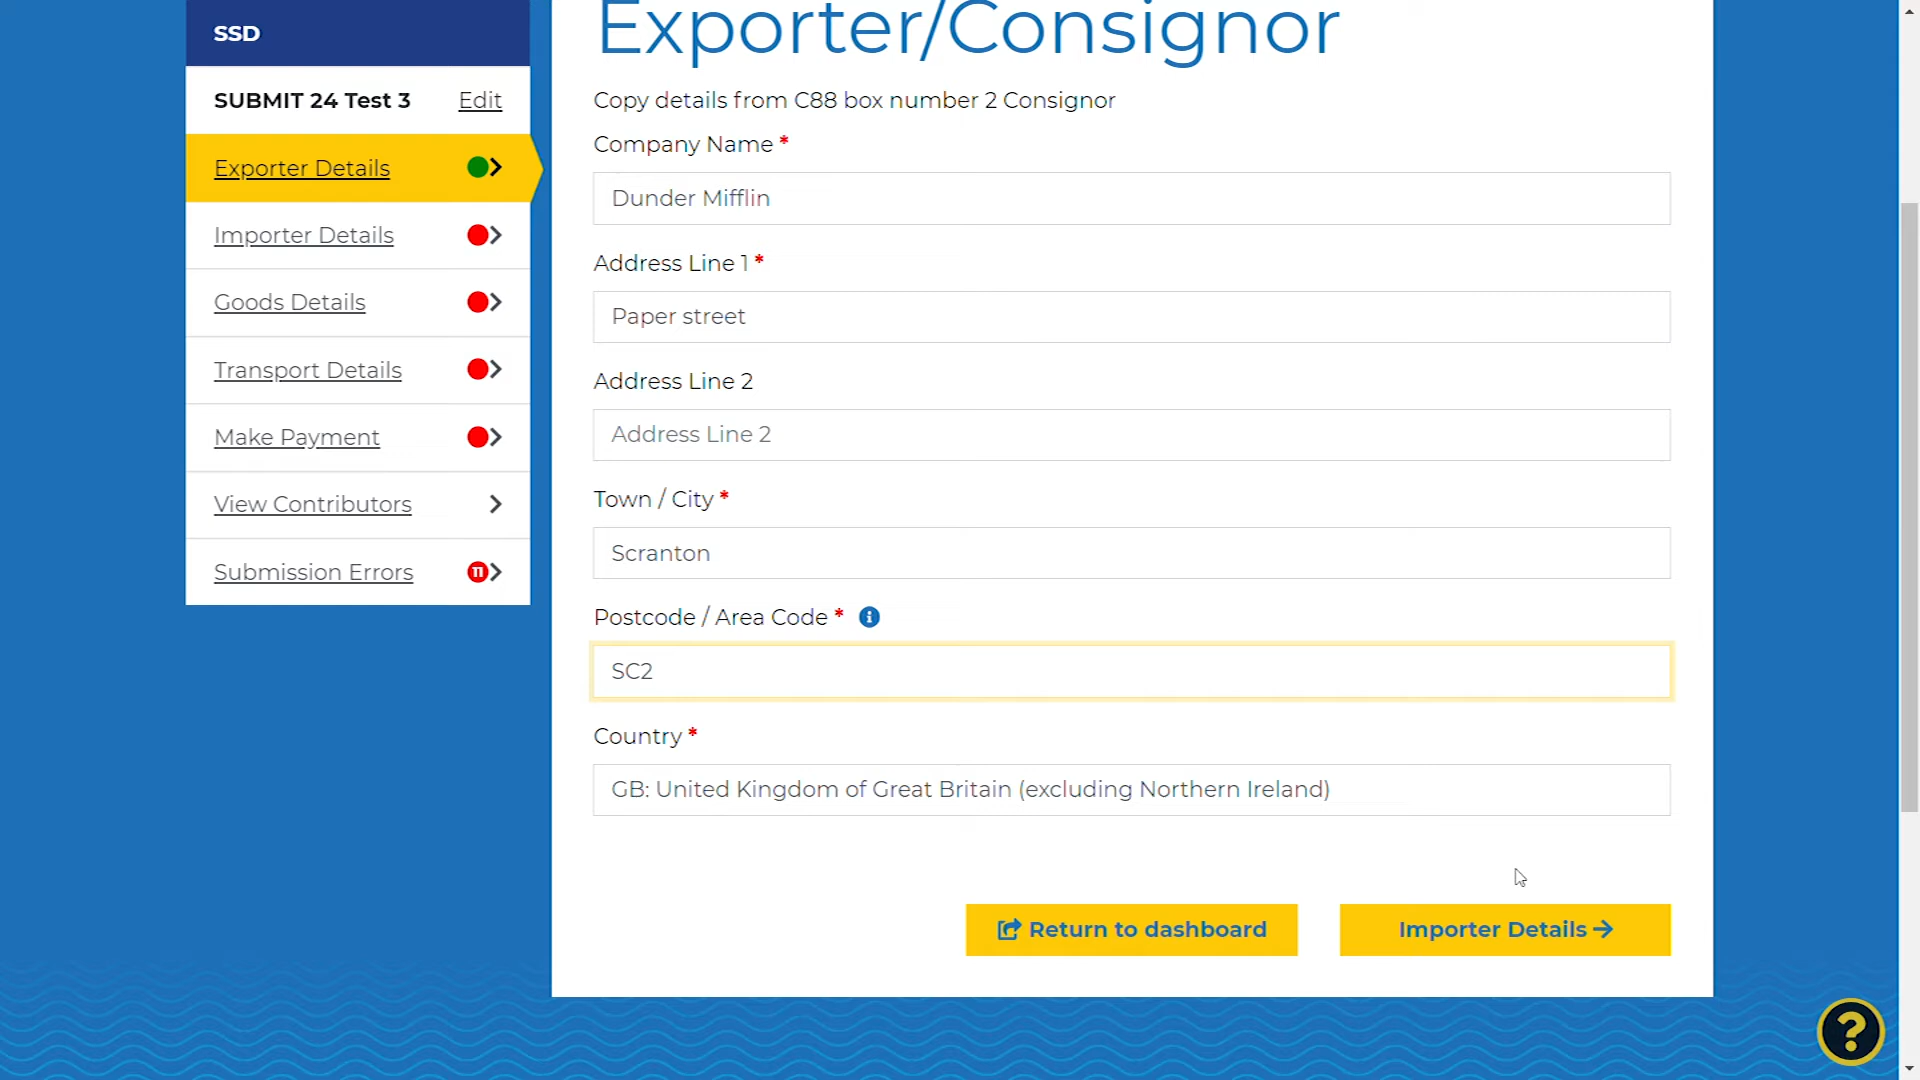 SSD
SUBMIT 24 Test 3 Edit
Exporter Details
Importer Details
Goods Details
Transport Details
Make Payment
View Contributors
Submission Errors 11
Exporter/Consignor
Copy details from C88 box number 2 Consignor
Company Name *
Dunder Mifflin
Address Line 1 *
Paper street
Address Line 2
Address Line 2
Town / City *
Scranton
Postcode / Area Code * i
SC2
Country *
GB: United Kingdom of Great Britain (excluding Northern Ireland)
Return to dashboard
Importer Details
?